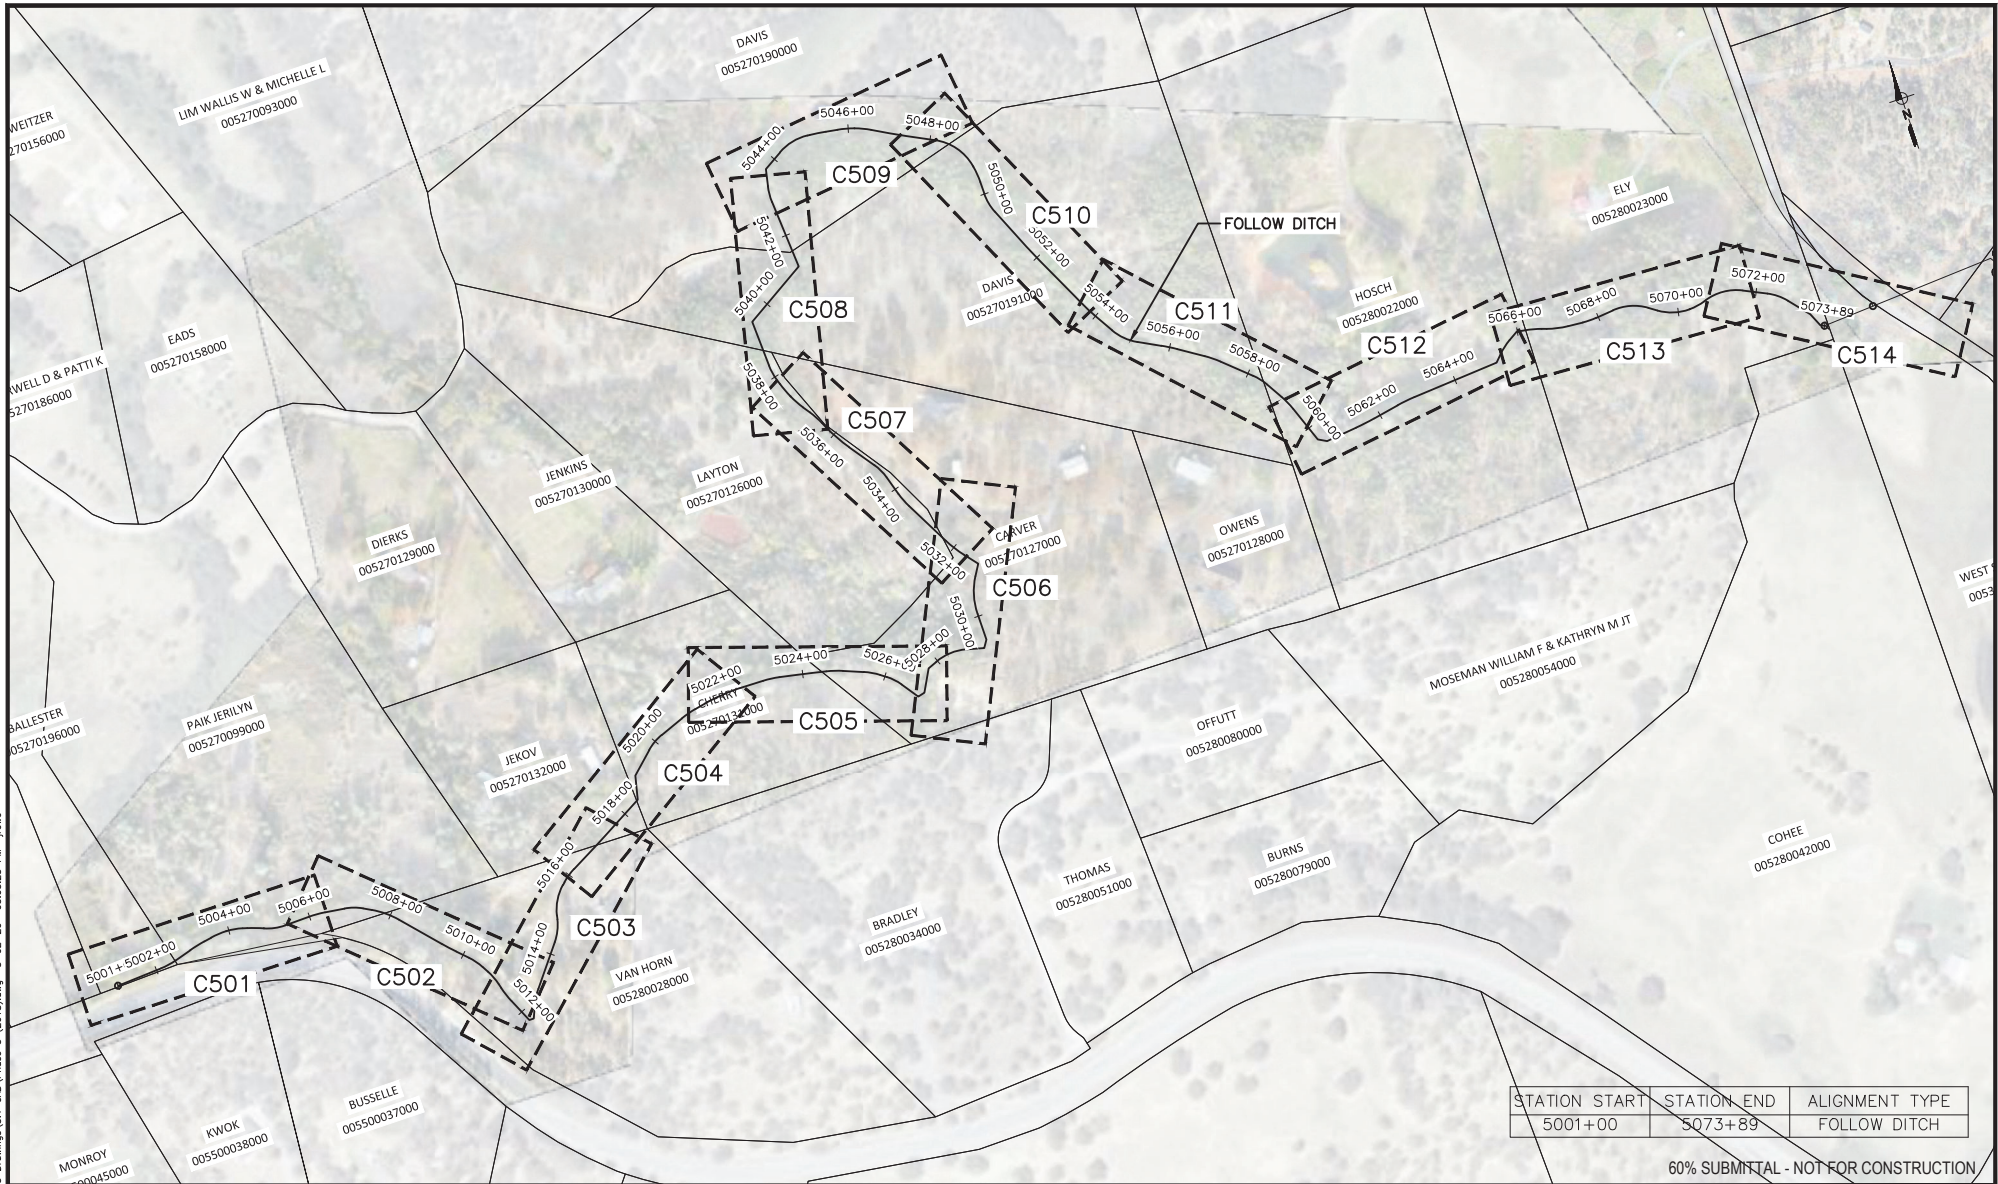 DAVIS
005270190000
LIM WALLIS W & MICHELLE L
005270093000
WEITZER
270156000
N
5046+00
5048+00
5044+00
C509
5050+00
C510
ELY
005280023000
FOLLOW DITCH
5042+00
5052+00
5040+00
C508
DAVIS
005270191000
5054+00
C511
HOSCH
005280022000
5072+00
5068+00
5070+00
5073+89
5066+00
EADS
005270158000
5056+00
5058+00
C512
C513
C514
5064+00
RWELL D & PATTI K
5270186000
5038+00
C507
5062+00
5060+00
5036+00
JENKINS
005270130000
LAYTON
005270126000
5034+00
DIERKS
005270129000
CARVER
005270127000
OWENS
005270128000
5032+00
C506
WEST
0053
5030+00
5028+00
5024+00
5026+00
MOSEMAN WILLIAM F & KATHRYN M JT
005280054000
5022+00
CHERRY
005270131000
C505
BALLESTER
05270196000
PAIK JERILYN
005270099000
5020+00
OFFUTT
005280080000
JEKOV
005270132000
C504
5018+00
COHEE
005280042000
5016+00
BURNS
005280079000
THOMAS
005280051000
5008+00
5006+00
5004+00
C503
BRADLEY
005280034000
5010+00
5014+00
5001+
5002+00
C501
C502
VAN HORN
005280028000
5012+00
BUSSELLE
005500037000
KWOK
005500038000
MONROY
00045000
STATION START STATION END ALIGNMENT TYPE
5001+00 5073+89 FOLLOW DITCH
60% SUBMITTAL - NOT FOR CONSTRUCTION